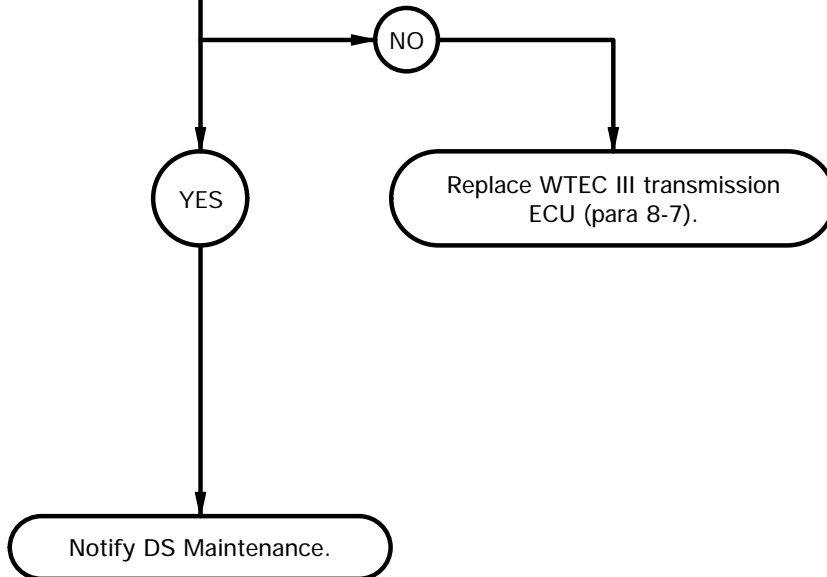 NO
YES
Replace WTEC III transmission
ECU (para 8-7).
Notify DS Maintenance.